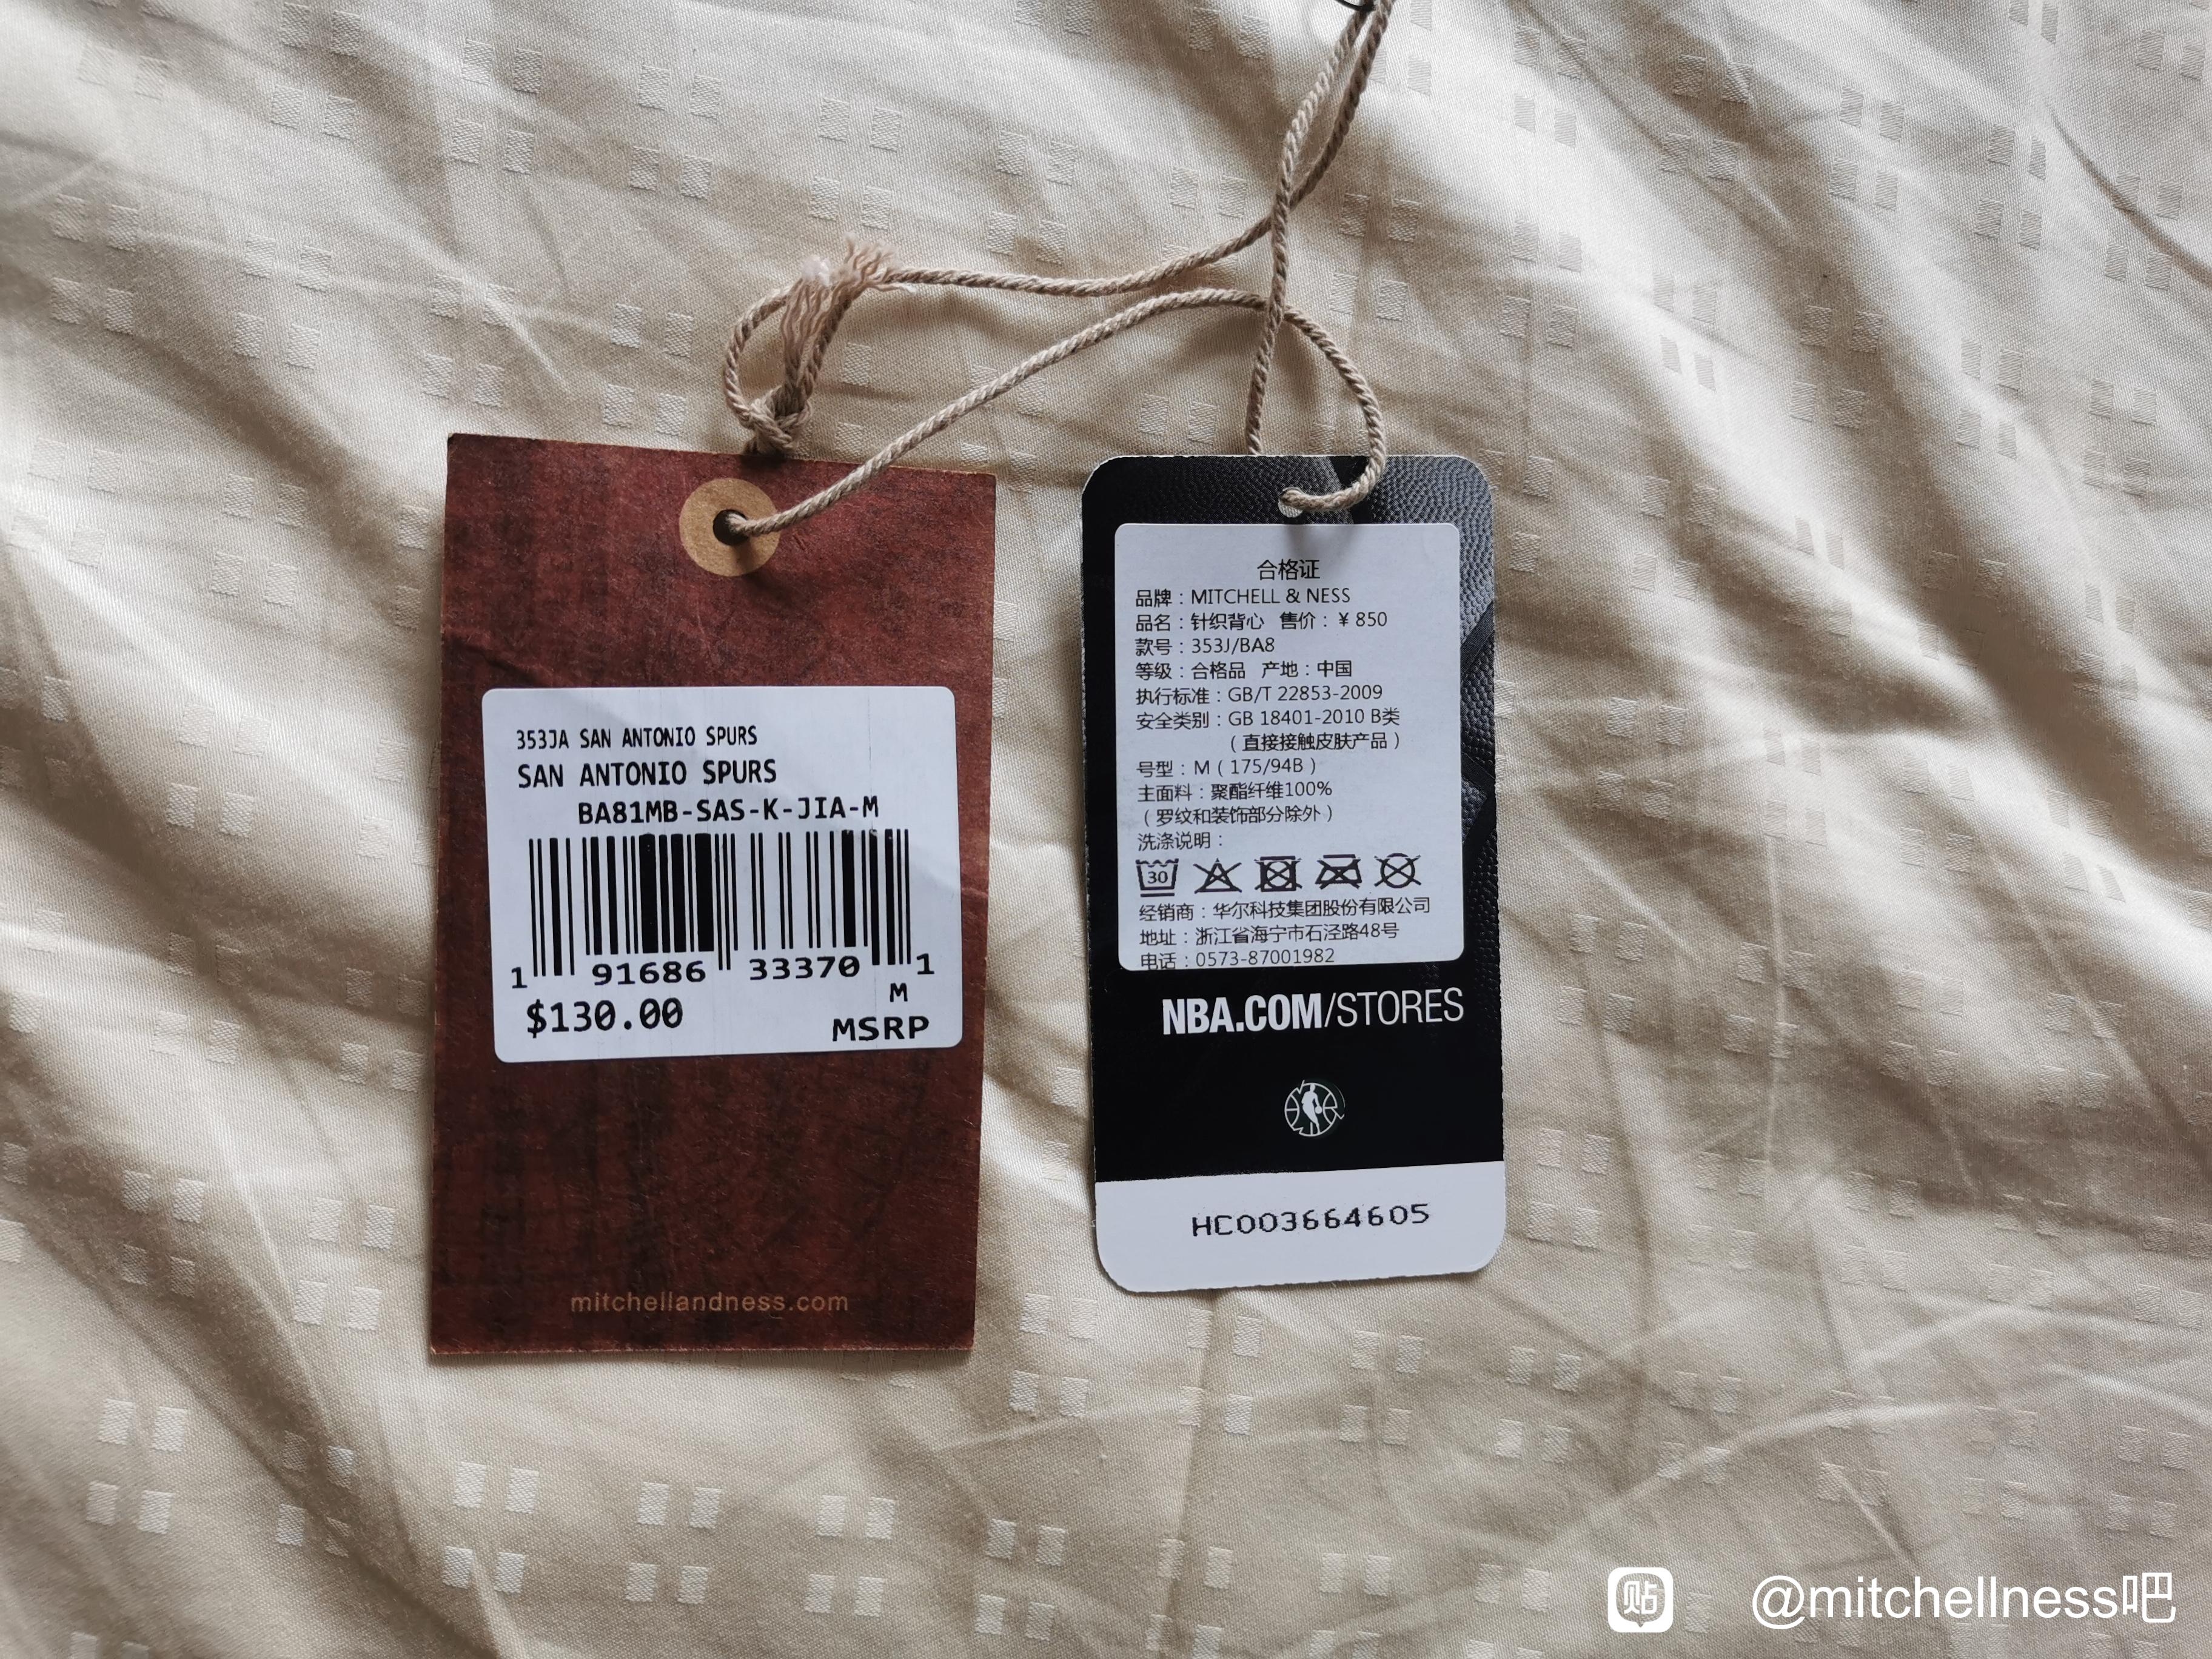 353JA SAN ANTONIO SPURS
SAN ANTONIO SPURS
BA81MB-SAS-K-JIA-M
1 91686 33370 1
M
$130.00
MSRP
mitchellandness.com
合格证
品牌：MITCHELL & NESS
品名：针织背心 售价：￥850
款号：353J/BA8
等级：合格品 产地：中国
执行标准：GB/T 22853-2009
安全类别：GB 18401-2010 B类
（直接接触皮肤产品）
号型：M（175/94B）
主面料：聚酯纤维100%
（罗纹和装饰部分除外）
洗涤说明：
30
经销商：华尔科技集团股份有限公司
地址：浙江省海宁市石泾路48号
电话：0573-87001982
NBA.COM/STORES
HC003664605
贴 @mitchellness吧